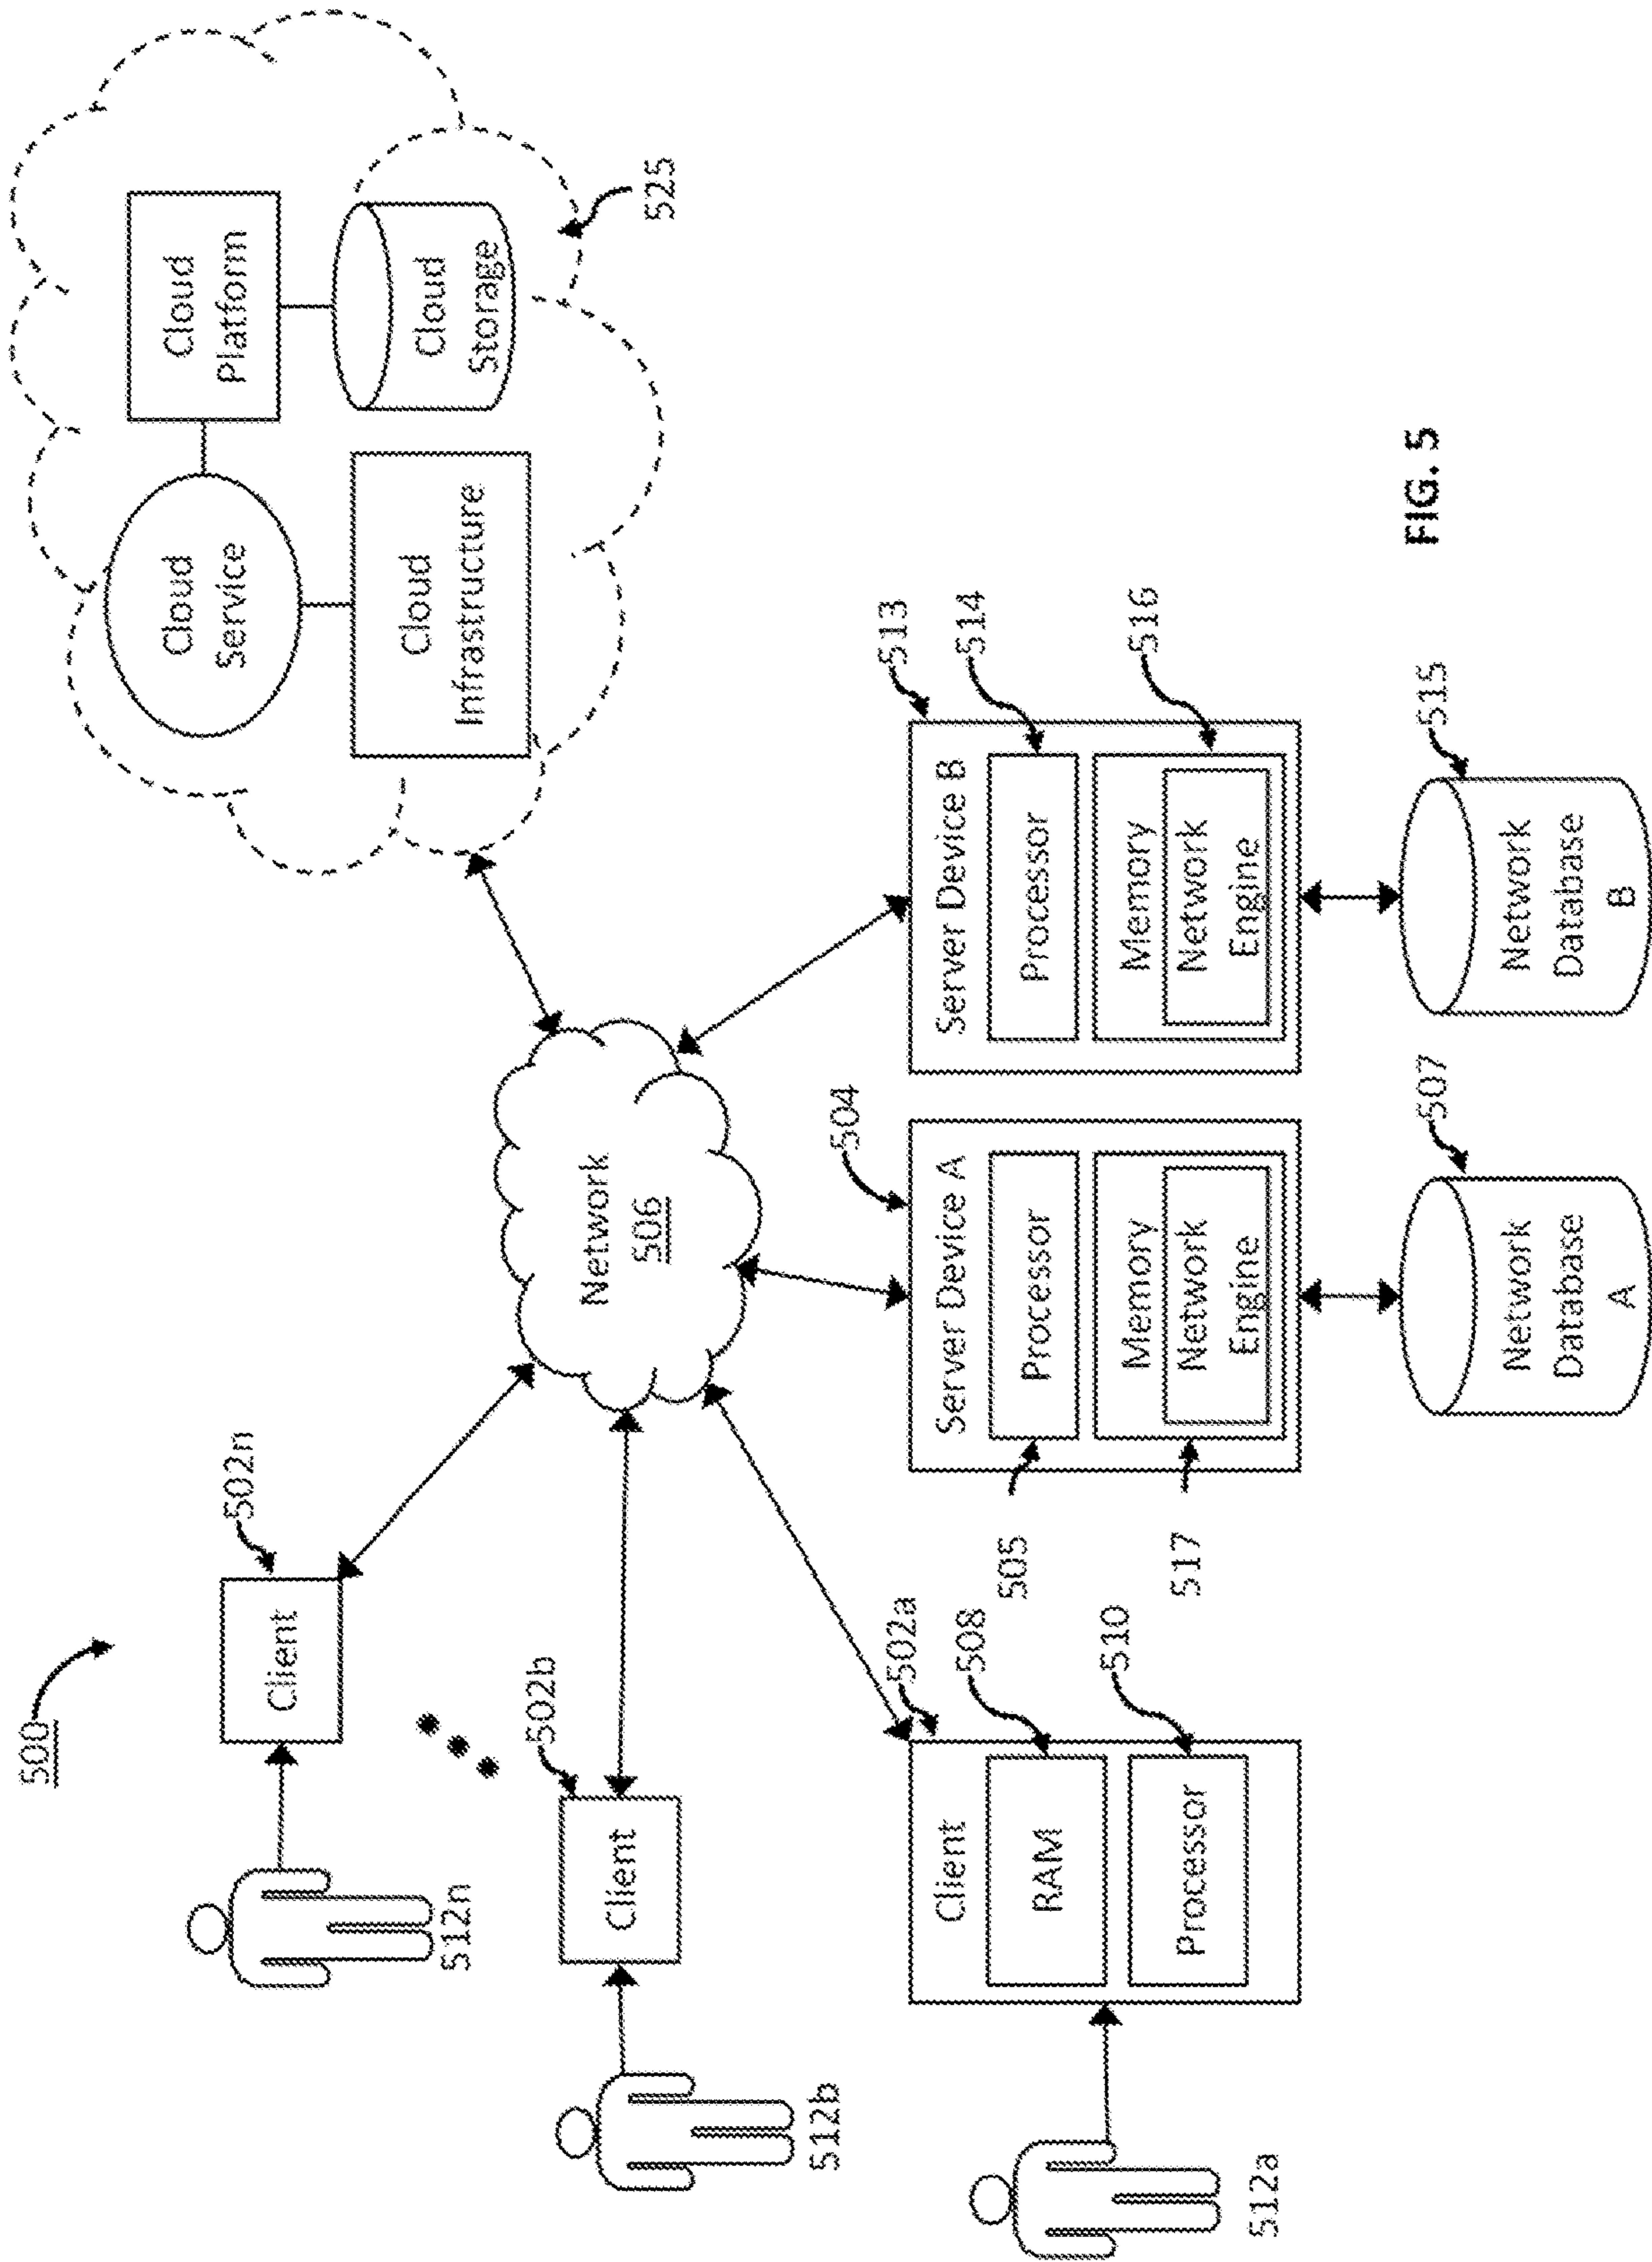 500
512n
Client
502n
512b
Client
502b
512a
Client
RAM
Processor
502a
508
510
Network
506
Cloud
Service
Cloud
Platform
Cloud
Infrastructure
Cloud
Storage
525
Server Device A
Processor
Memory
Network
Engine
504
505
517
Server Device B
Processor
Memory
Network
Engine
513
514
516
Network
Database
A
507
Network
Database
B
515
FIG. 5